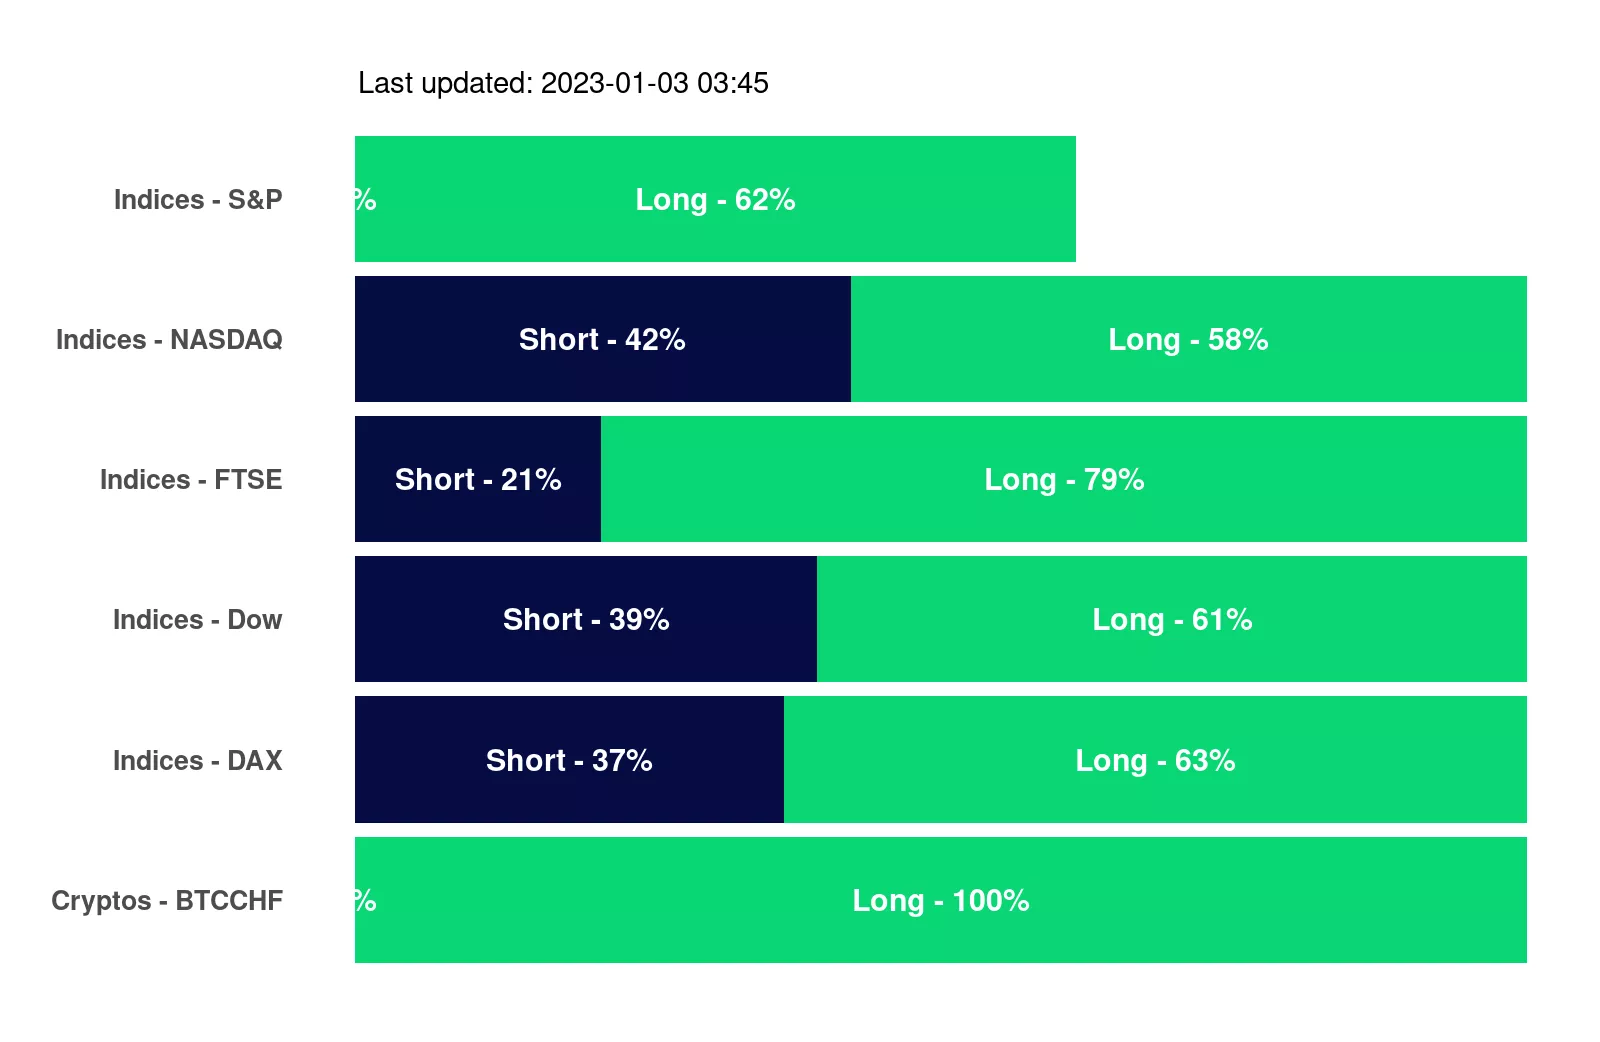 Last updated: 2023-01-03 03:45
Indices - S&P % Long - 62%
Indices - NASDAQ Short - 42% Long - 58%
Indices - FTSE Short - 21% Long - 79%
Indices - Dow Short - 39% Long - 61%
Indices - DAX Short - 37% Long - 63%
Cryptos - BTCCHF % Long - 100%